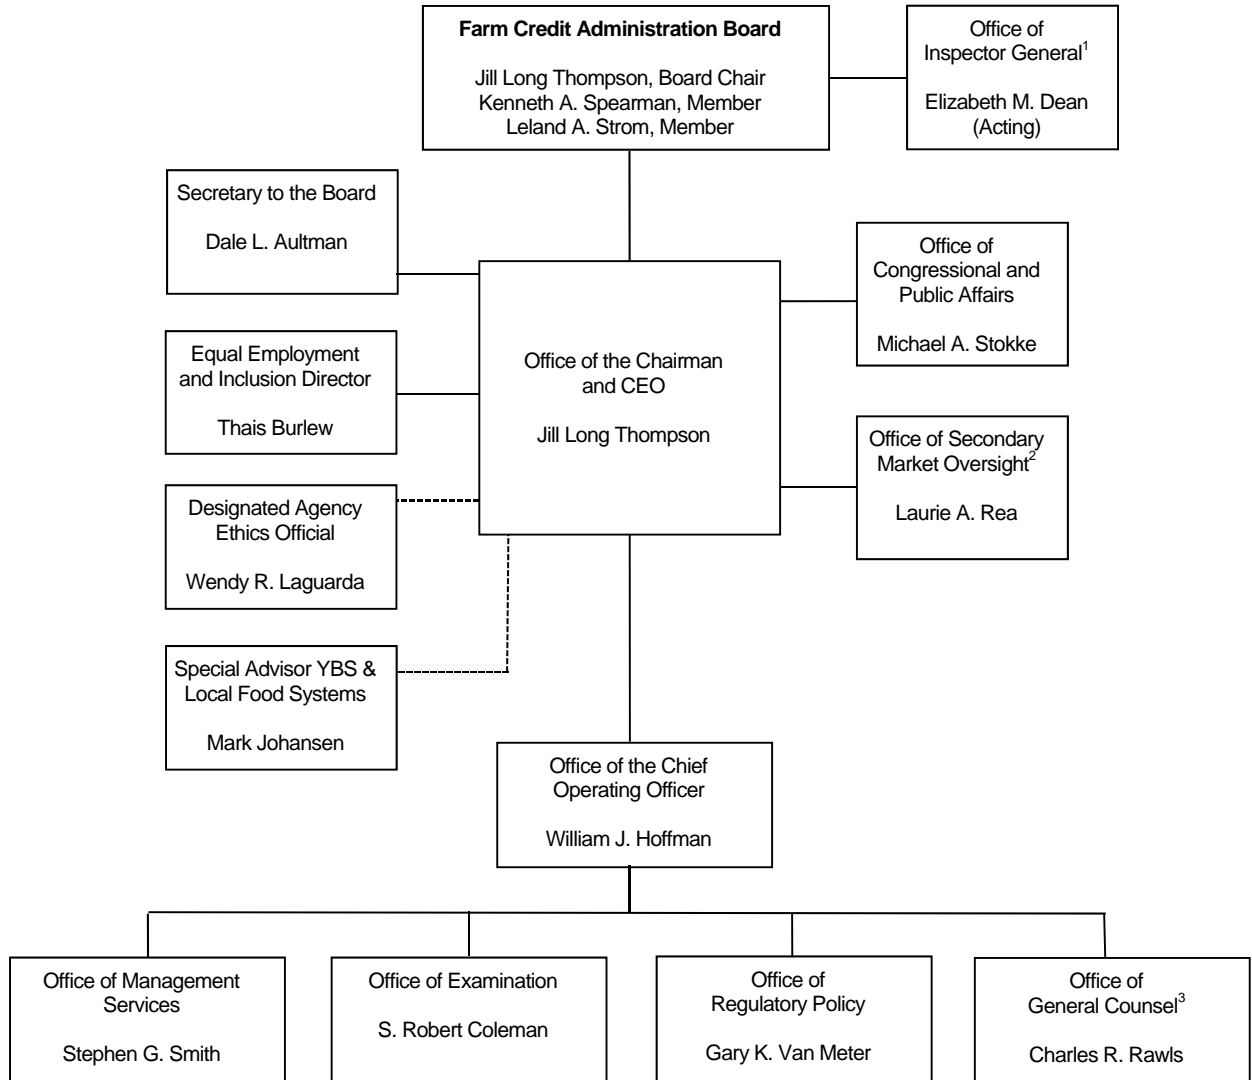 Farm Credit Administration Board
Jill Long Thompson, Board Chair
Kenneth A. Spearman, Member
Leland A. Strom, Member
Office of
Inspector General1
Elizabeth M. Dean
(Acting)
Secretary to the Board
Dale L. Aultman
Office of
Congressional and
Public Affairs
Michael A. Stokke
Equal Employment
and Inclusion Director
Thais Burlew
Office of the Chairman
and CEO
Jill Long Thompson
Office of Secondary
Market Oversight2
Laurie A. Rea
Designated Agency
Ethics Official
Wendy R. Laguarda
Special Advisor YBS &
Local Food Systems
Mark Johansen
Office of the Chief
Operating Officer
William J. Hoffman
Office of Management
Services
Stephen G. Smith
Office of Examination
S. Robert Coleman
Office of
Regulatory Policy
Gary K. Van Meter
Office of
General Counsel3
Charles R. Rawls